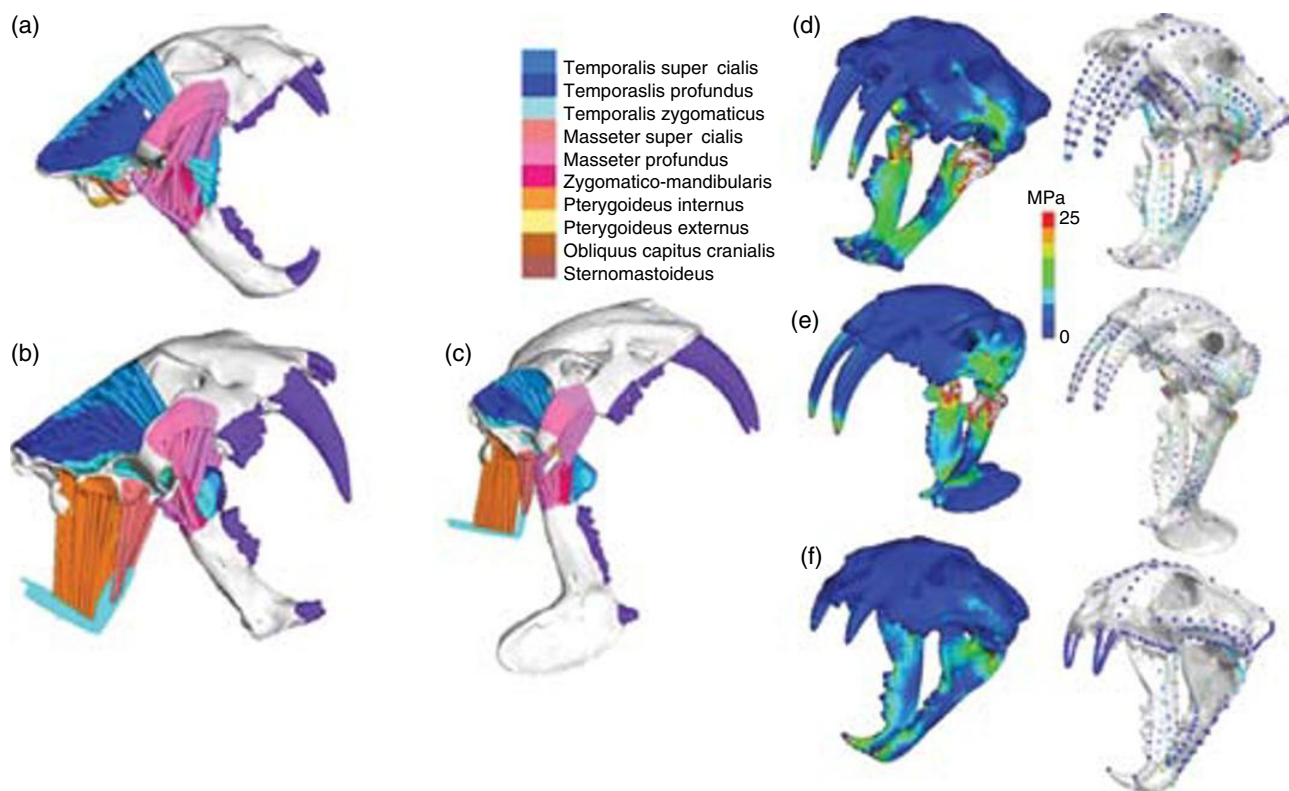 (a)
Temporalis super cialis
Temporaslis profundus
Temporalis zygomaticus
Masseter super cialis
Masseter profundus
Zygomatico-mandibularis
Pterygoideus internus
Pterygoideus externus
Obliquus capitus cranialis
Sternomastoideus
(b)
(c)
(d)
MPa
25
0
(e)
(f)